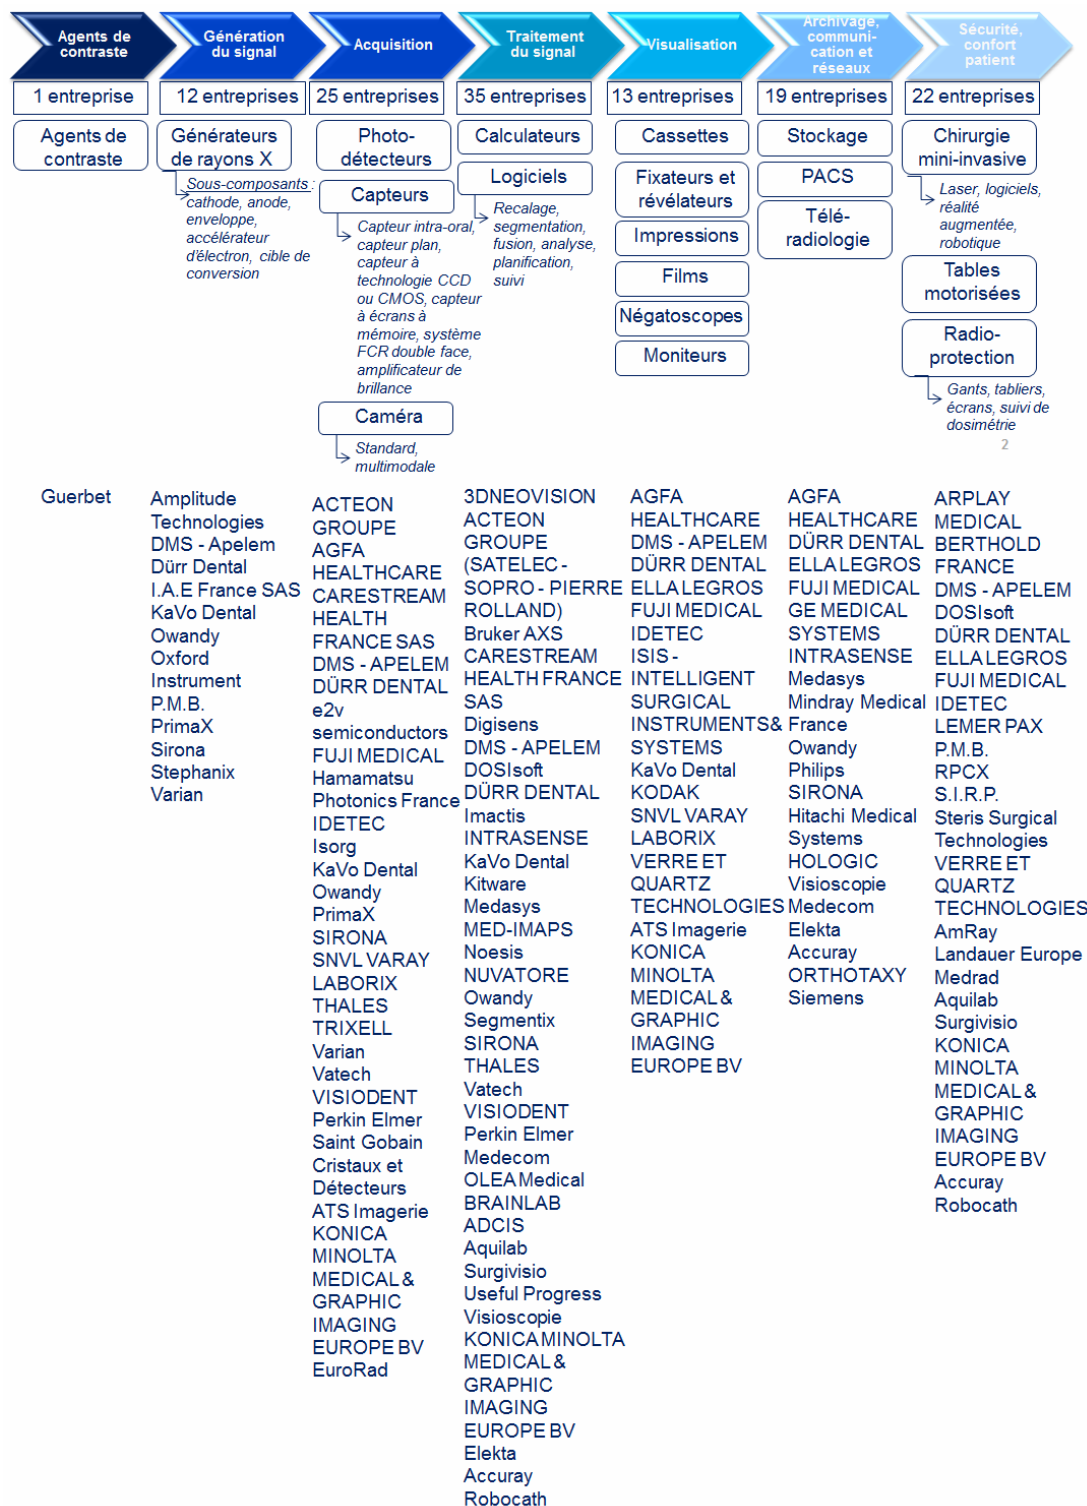 Agents de
contraste
Génération
du signal
Acquisition
Traitement
du signal
Visualisation
Archivage,
communi-
cation et
réseaux
Sécurité,
confort
patient
1 entreprise
12 entreprises
25 entreprises
35 entreprises
13 entreprises
19 entreprises
22 entreprises
Agents de
contraste
Générateurs
de rayons X
Sous-composants :
cathode, anode,
enveloppe,
accélérateur
d'électron, cible de
conversion
Photo-
détecteurs
Capteurs
Capteur intra-oral,
capteur plan,
capteur à
technologie CCD
ou CMOS, capteur
à écrans à
mémoire, système
FCR double face,
amplificateur de
brillance
Caméra
Standard,
multimodale
Calculateurs
Logiciels
Recalage,
segmentation,
fusion, analyse,
planification,
suivi
Cassettes
Fixateurs et
révélateurs
Impressions
Films
Négatoscopes
Moniteurs
Stockage
PACS
Télé-
radiologie
Chirurgie
mini-invasive
Laser, logiciels,
réalité
augmentée,
robotique
Tables
motorisées
Radio-
protection
Gants, tabliers,
écrans, suivi de
dosimétrie
2
Guerbet
Amplitude
Technologies
DMS - Apelem
Dürr Dental
I.A.E France SAS
KaVo Dental
Owandy
Oxford
Instrument
P.M.B.
PrimaX
Sirona
Stephanix
Varian
ACTEON
GROUPE
AGFA
HEALTHCARE
CARESTREAM
HEALTH
FRANCE SAS
DMS - APELEM
DÜRR DENTAL
e2v
semiconductors
FUJI MEDICAL
Hamamatsu
Photonics France
IDETEC
Isorg
KaVo Dental
Owandy
PrimaX
SIRONA
SNVL VARAY
LABORIX
THALES
TRIXELL
Varian
Vatech
VISIODENT
Perkin Elmer
Saint Gobain
Cristaux et
Détecteurs
ATS Imagerie
KONICA
MINOLTA
MEDICAL &
GRAPHIC
IMAGING
EUROPE BV
EuroRad
3DNEOVISION
ACTEON
GROUPE
(SATELEC -
SOPRO - PIERRE
ROLLAND)
Bruker AXS
CARESTREAM
HEALTH FRANCE
SAS
Digisens
DMS - APELEM
DOSIsoft
DÜRR DENTAL
Imactis
INTRASENSE
KaVo Dental
Kitware
Medasys
MED-IMAPS
Noesis
NUVATORE
Owandy
Segmentix
SIRONA
THALES
Vatech
VISIODENT
Perkin Elmer
Medecom
OLEA Medical
BRAINLAB
ADCIS
Aquilab
Surgivisio
Useful Progress
Visioscopie
KONICA MINOLTA
MEDICAL &
GRAPHIC
IMAGING
EUROPE BV
Elekta
Accuray
Robocath
AGFA
HEALTHCARE
DMS - APELEM
DÜRR DENTAL
ELLA LEGROS
FUJI MEDICAL
IDETEC
ISIS -
INTELLIGENT
SURGICAL
INSTRUMENTS &
SYSTEMS
KaVo Dental
KODAK
SNVL VARAY
LABORIX
VERRE ET
QUARTZ
TECHNOLOGIES
ATS Imagerie
KONICA
MINOLTA
MEDICAL &
GRAPHIC
IMAGING
EUROPE BV
AGFA
HEALTHCARE
DÜRR DENTAL
ELLA LEGROS
FUJI MEDICAL
GE MEDICAL
SYSTEMS
INTRASENSE
Medasys
Mindray Medical
France
Owandy
Philips
SIRONA
Hitachi Medical
Systems
HOLOGIC
Visioscopie
Medecom
Elekta
Accuray
ORTHOTAXY
Siemens
ARPLAY
MEDICAL
BERTHOLD
FRANCE
DMS - APELEM
DOSIsoft
DÜRR DENTAL
ELLA LEGROS
FUJI MEDICAL
IDETEC
LEMER PAX
P.M.B.
RPCX
S.I.R.P.
Steris Surgical
Technologies
VERRE ET
QUARTZ
TECHNOLOGIES
AmRay
Landauer Europe
Medrad
Aquilab
Surgivisio
KONICA
MINOLTA
MEDICAL &
GRAPHIC
IMAGING
EUROPE BV
Accuray
Robocath